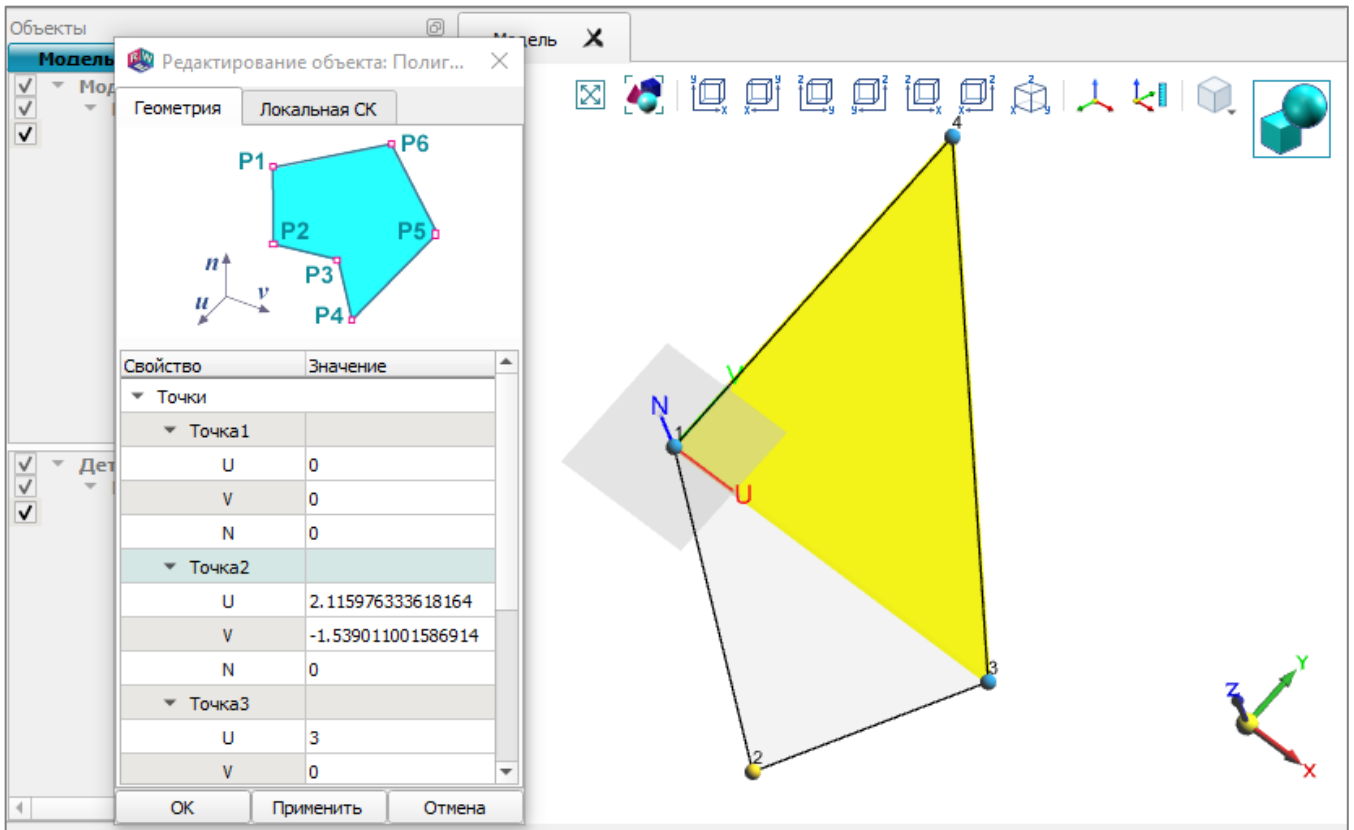 Объекты
Модель
Мод
Дет
Редактирование объекта: Полиг...
Геометрия
Локальная СК
P1
P6
P2
P5
P3
P4
n
u
v
Свойство Значение
Точки
Точка1
U 0
V 0
N 0
Точка2
U 2.115976333618164
V -1.539011001586914
N 0
Точка3
U 3
V 0
ОК Применить Отмена
y x
x y
z x
y z
z y
x z
z x y
4
V
N
1
U
3
2
Y
Z
X